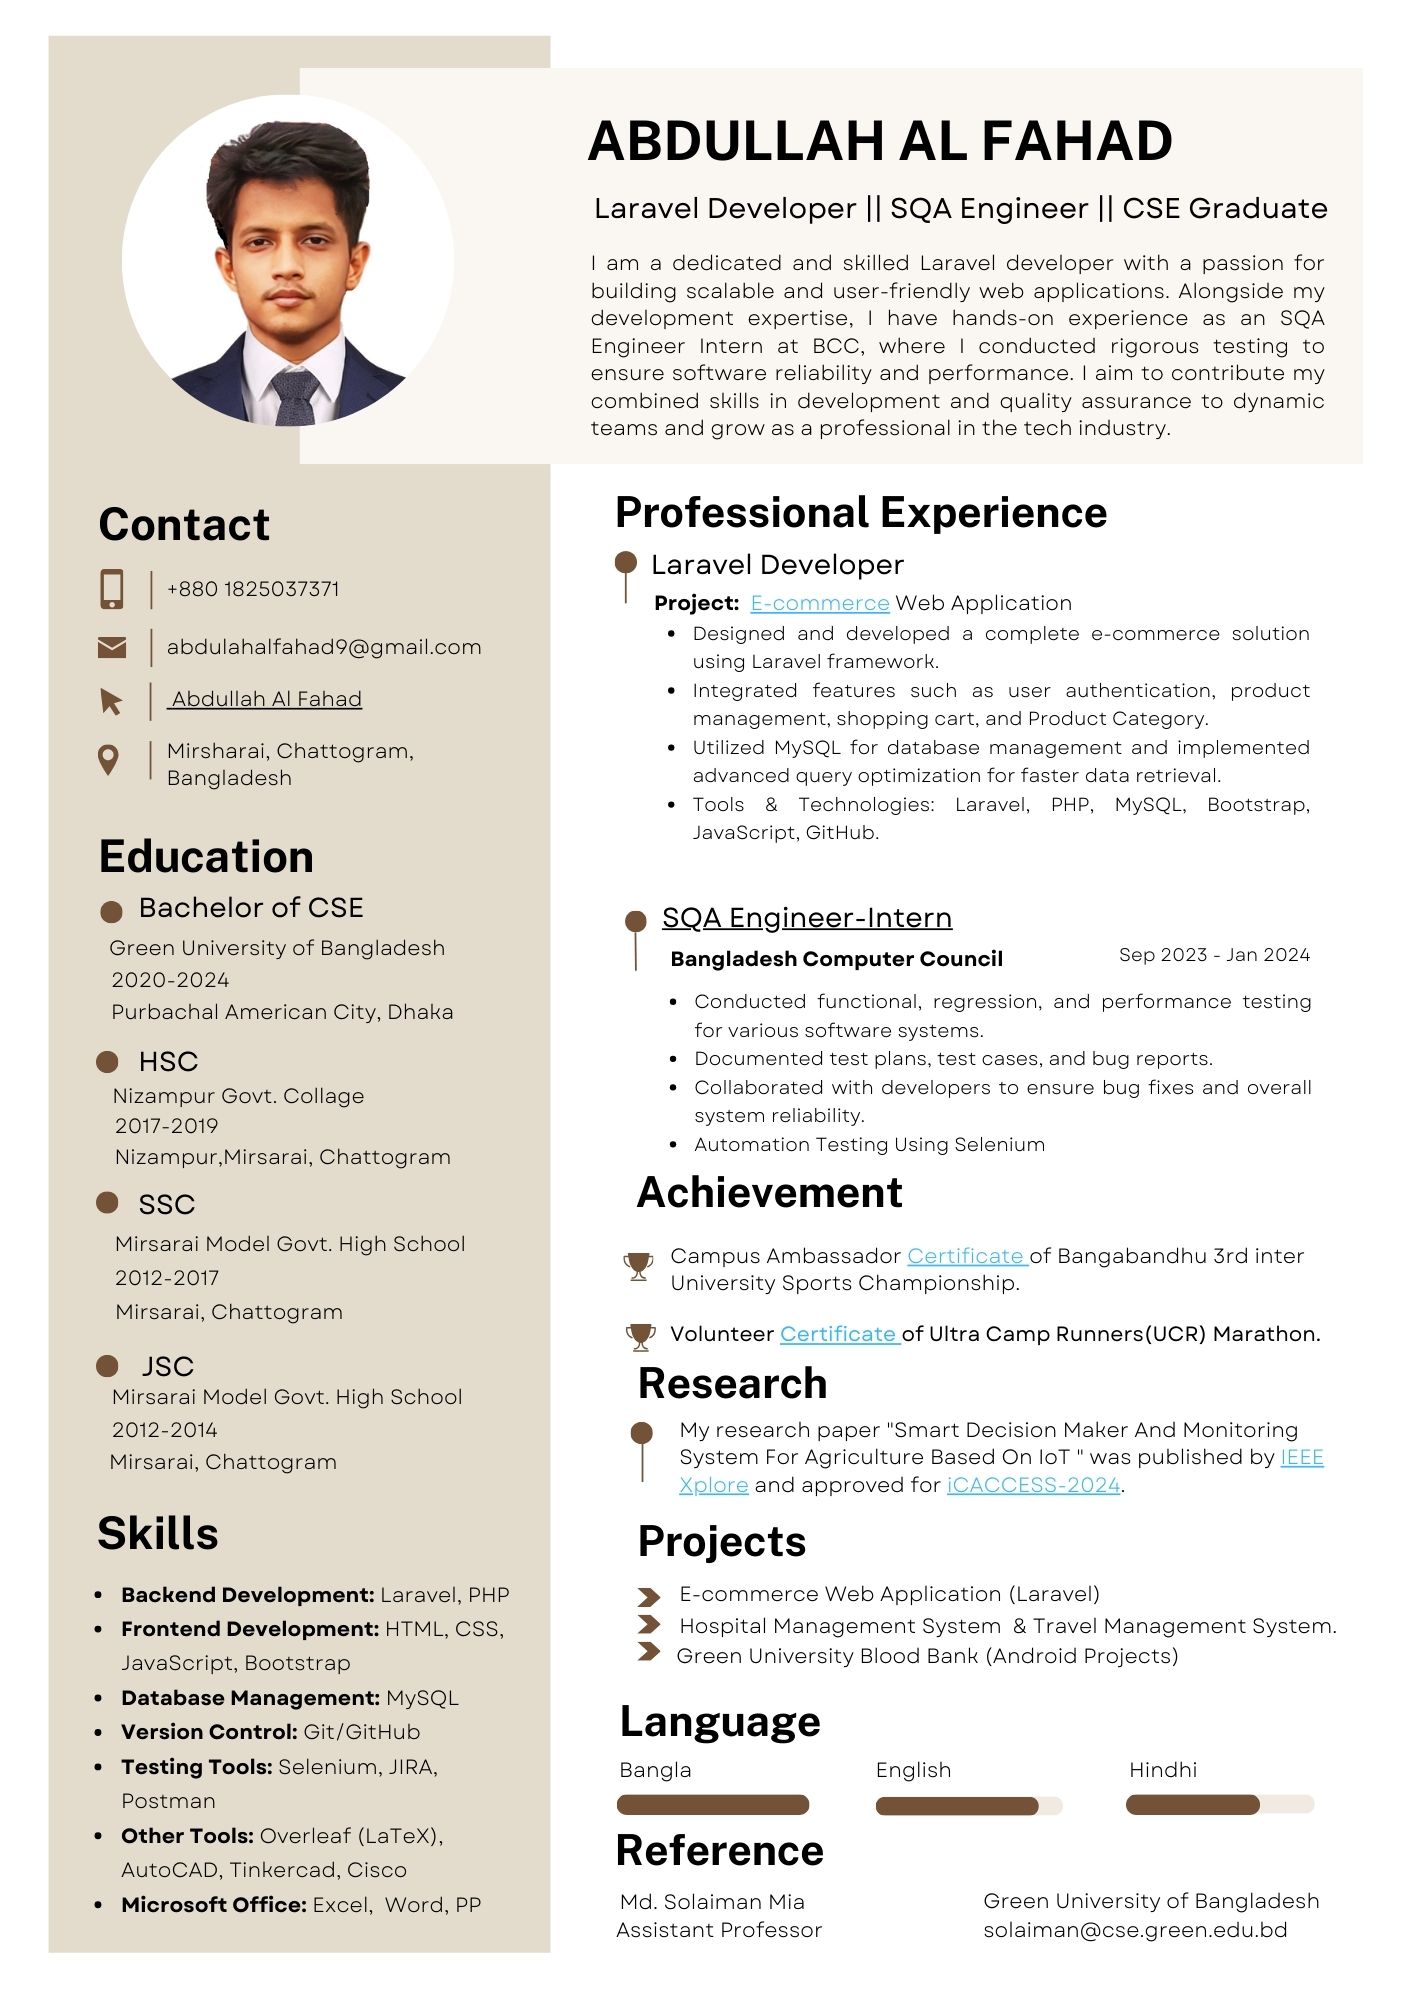 ABDULLAH AL FAHAD
Laravel Developer || SQA Engineer || CSE Graduate
I am a dedicated and skilled Laravel developer with a passion for
building scalable and user-friendly web applications. Alongside my
development expertise, I have hands-on experience as an SQA
Engineer Intern at BCC, where I conducted rigorous testing to
ensure software reliability and performance. I aim to contribute my
combined skills in development and quality assurance to dynamic
teams and grow as a professional in the tech industry.
Contact
+880 1825037371
abdulahalfahad9@gmail.com
Abdullah Al Fahad
Mirsharai, Chattogram,
Bangladesh
Education
Bachelor of CSE
Green University of Bangladesh
2020-2024
Purbachal American City, Dhaka
HSC
Nizampur Govt. Collage
2017-2019
Nizampur,Mirsarai, Chattogram
SSC
Mirsarai Model Govt. High School
2012-2017
Mirsarai, Chattogram
JSC
Mirsarai Model Govt. High School
2012-2014
Mirsarai, Chattogram
Skills
• Backend Development: Laravel, PHP
• Frontend Development: HTML, CSS,
JavaScript, Bootstrap
• Database Management: MySQL
• Version Control: Git/GitHub
• Testing Tools: Selenium, JIRA,
Postman
• Other Tools: Overleaf (LaTeX),
AutoCAD, Tinkercad, Cisco
• Microsoft Office: Excel, Word, PP
Professional Experience
Laravel Developer
Project: E-commerce Web Application
• Designed and developed a complete e-commerce solution
using Laravel framework.
• Integrated features such as user authentication, product
management, shopping cart, and Product Category.
• Utilized MySQL for database management and implemented
advanced query optimization for faster data retrieval.
• Tools & Technologies: Laravel, PHP, MySQL, Bootstrap,
JavaScript, GitHub.
SQA Engineer-Intern
Bangladesh Computer Council Sep 2023 - Jan 2024
• Conducted functional, regression, and performance testing
for various software systems.
• Documented test plans, test cases, and bug reports.
• Collaborated with developers to ensure bug fixes and overall
system reliability.
• Automation Testing Using Selenium
Achievement
Campus Ambassador Certificate of Bangabandhu 3rd inter
University Sports Championship.
Volunteer Certificate of Ultra Camp Runners(UCR) Marathon.
Research
My research paper "Smart Decision Maker And Monitoring
System For Agriculture Based On IoT " was published by IEEE
Xplore and approved for iCACCESS-2024.
Projects
E-commerce Web Application (Laravel)
Hospital Management System & Travel Management System.
Green University Blood Bank (Android Projects)
Language
Bangla English Hindhi
Reference
Md. Solaiman Mia Green University of Bangladesh
Assistant Professor solaiman@cse.green.edu.bd